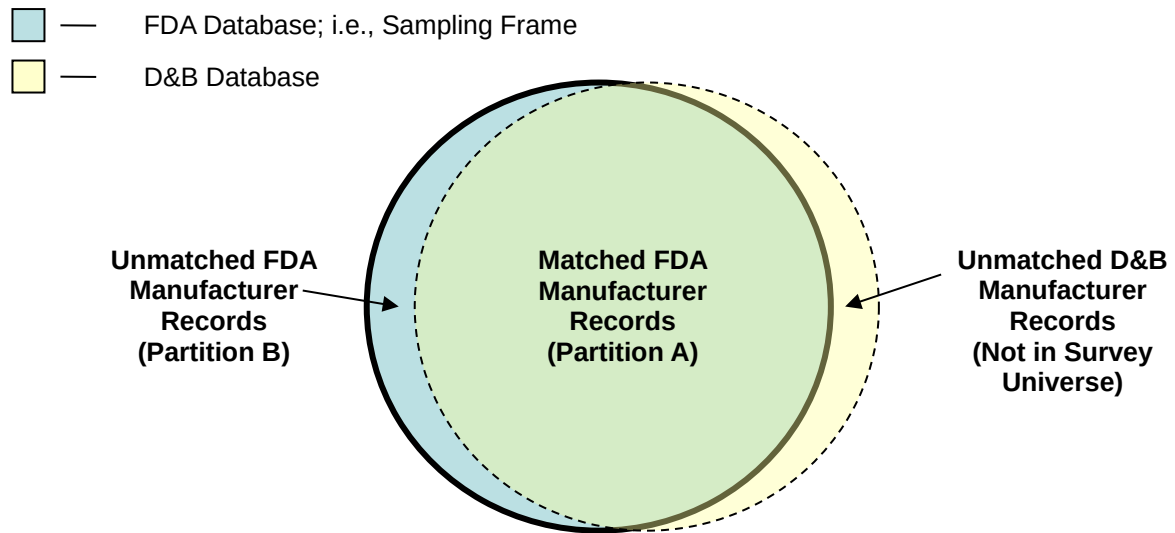 FDA Database; i.e., Sampling Frame
D&B Database
Unmatched FDA
Manufacturer
Records
(Partition B)
Matched FDA
Manufacturer
Records
(Partition A)
Unmatched D&B
Manufacturer
Records
(Not in Survey
Universe)